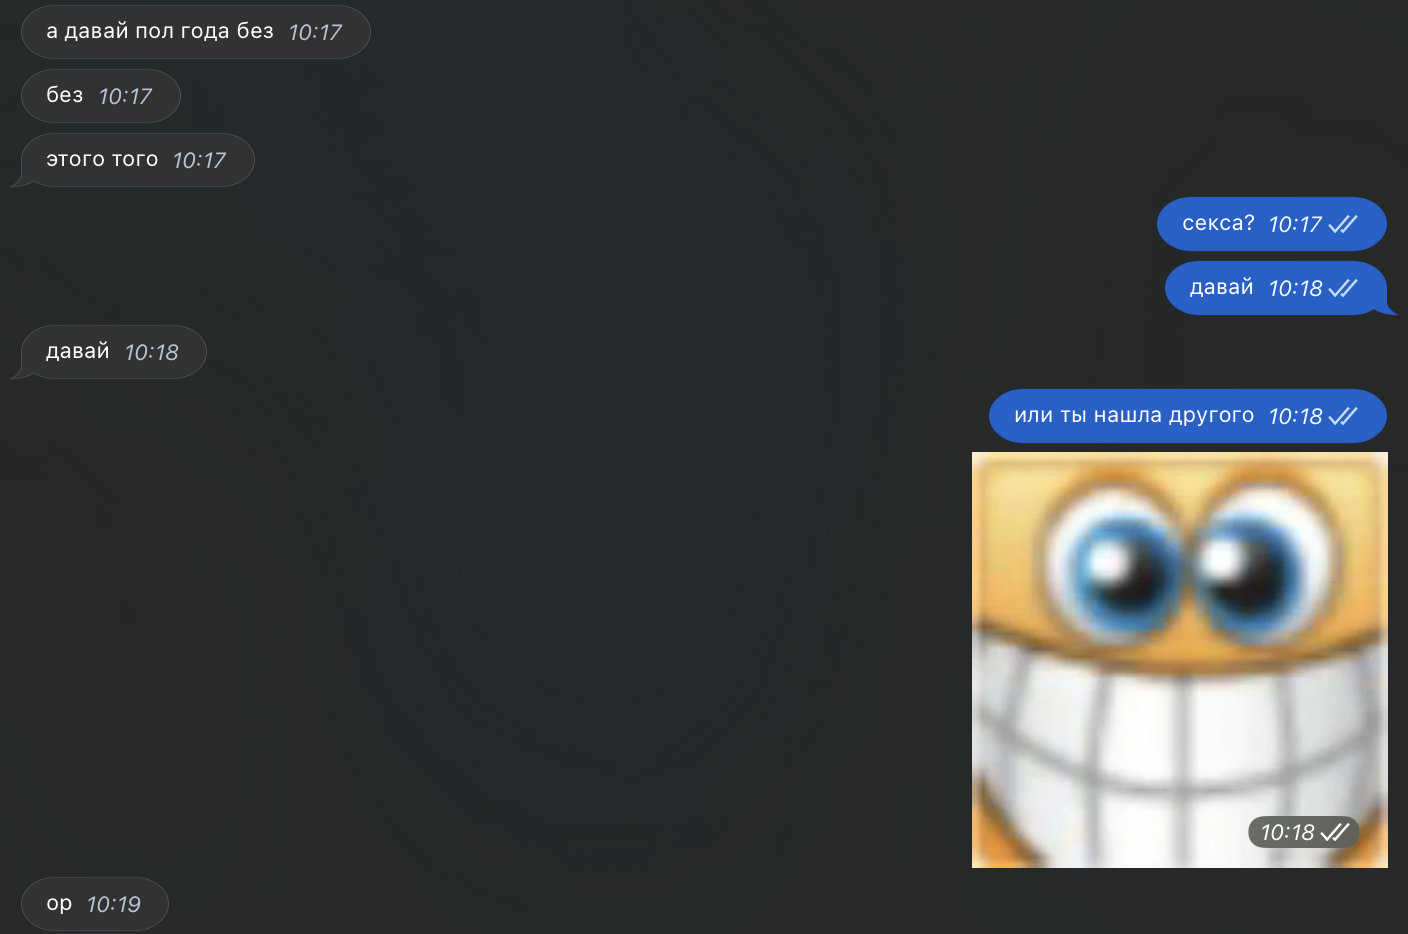 а давай пол года без 10:17
без 10:17
этого того 10:17
секса? 10:17
давай 10:18
давай 10:18
или ты нашла другого 10:18
10:18
ор 10:19